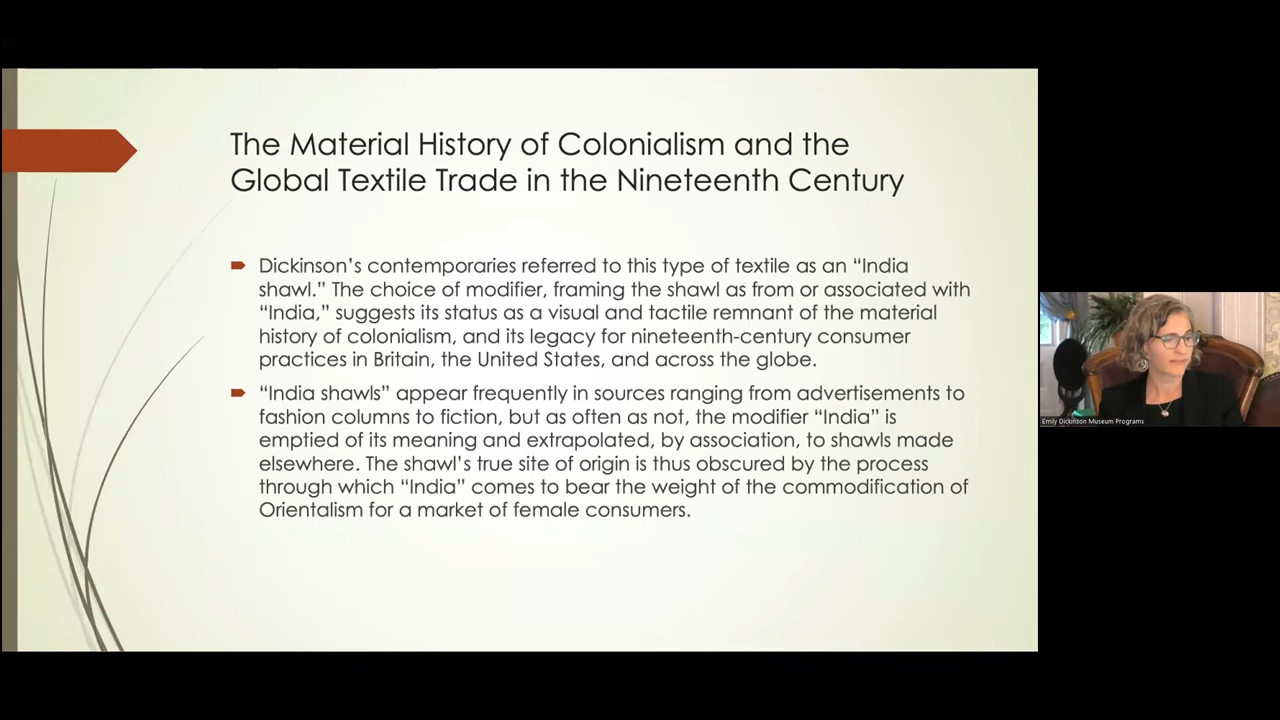 The Material History of Colonialism and the
Global Textile Trade in the Nineteenth Century
Dickinson’s contemporaries referred to this type of textile as an “India
shawl.” The choice of modifier, framing the shawl as from or associated with
“India,” suggests its status as a visual and tactile remnant of the material
history of colonialism, and its legacy for nineteenth-century consumer
practices in Britain, the United States, and across the globe.
“India shawls” appear frequently in sources ranging from advertisements to
fashion columns to fiction, but as often as not, the modifier “India” is
emptied of its meaning and extrapolated, by association, to shawls made
elsewhere. The shawl’s true site of origin is thus obscured by the process
through which “India” comes to bear the weight of the commodification of
Orientalism for a market of female consumers.
Emily Dickinson Museum Programs